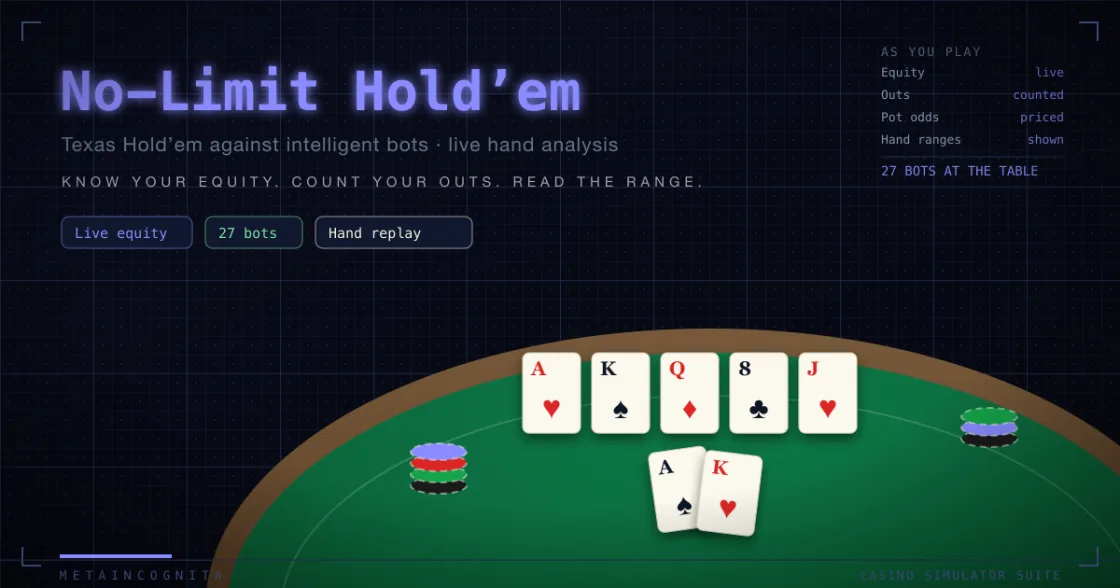 No–Limit Hold’em
Texas Hold’em against intelligent bots · live hand analysis
KNOW YOUR EQUITY. COUNT YOUR OUTS. READ THE RANGE.
Live equity
27 bots
Hand replay
AS YOU PLAY
Equity live
Outs counted
Pot odds priced
Hand ranges shown
27 BOTS AT THE TABLE
A K Q 8 J
A K
METAINCOGNITA
CASINO SIMULATOR SUITE